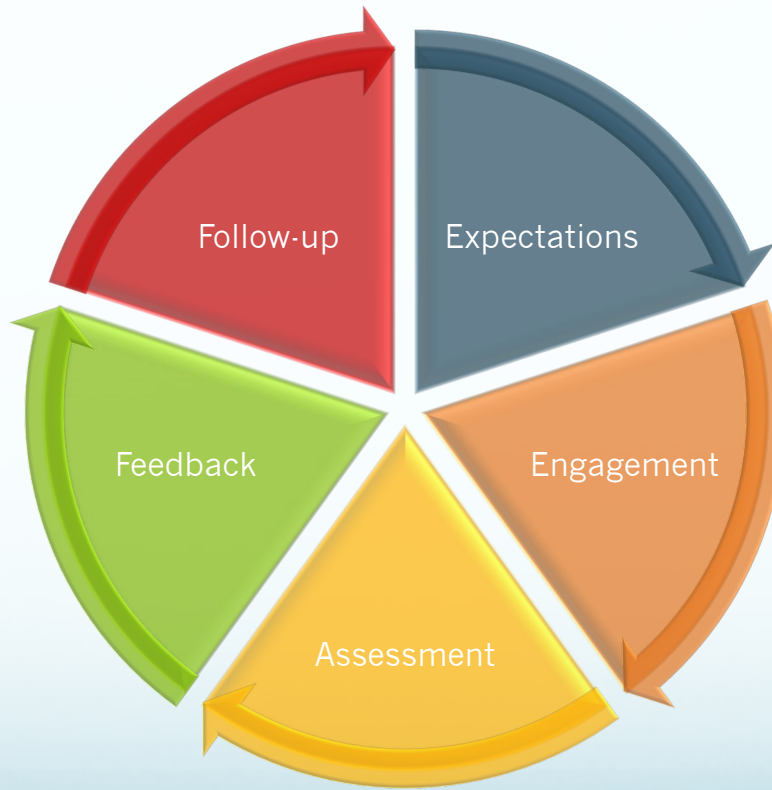 Follow-up
Expectations
Feedback
Engagement
Assessment